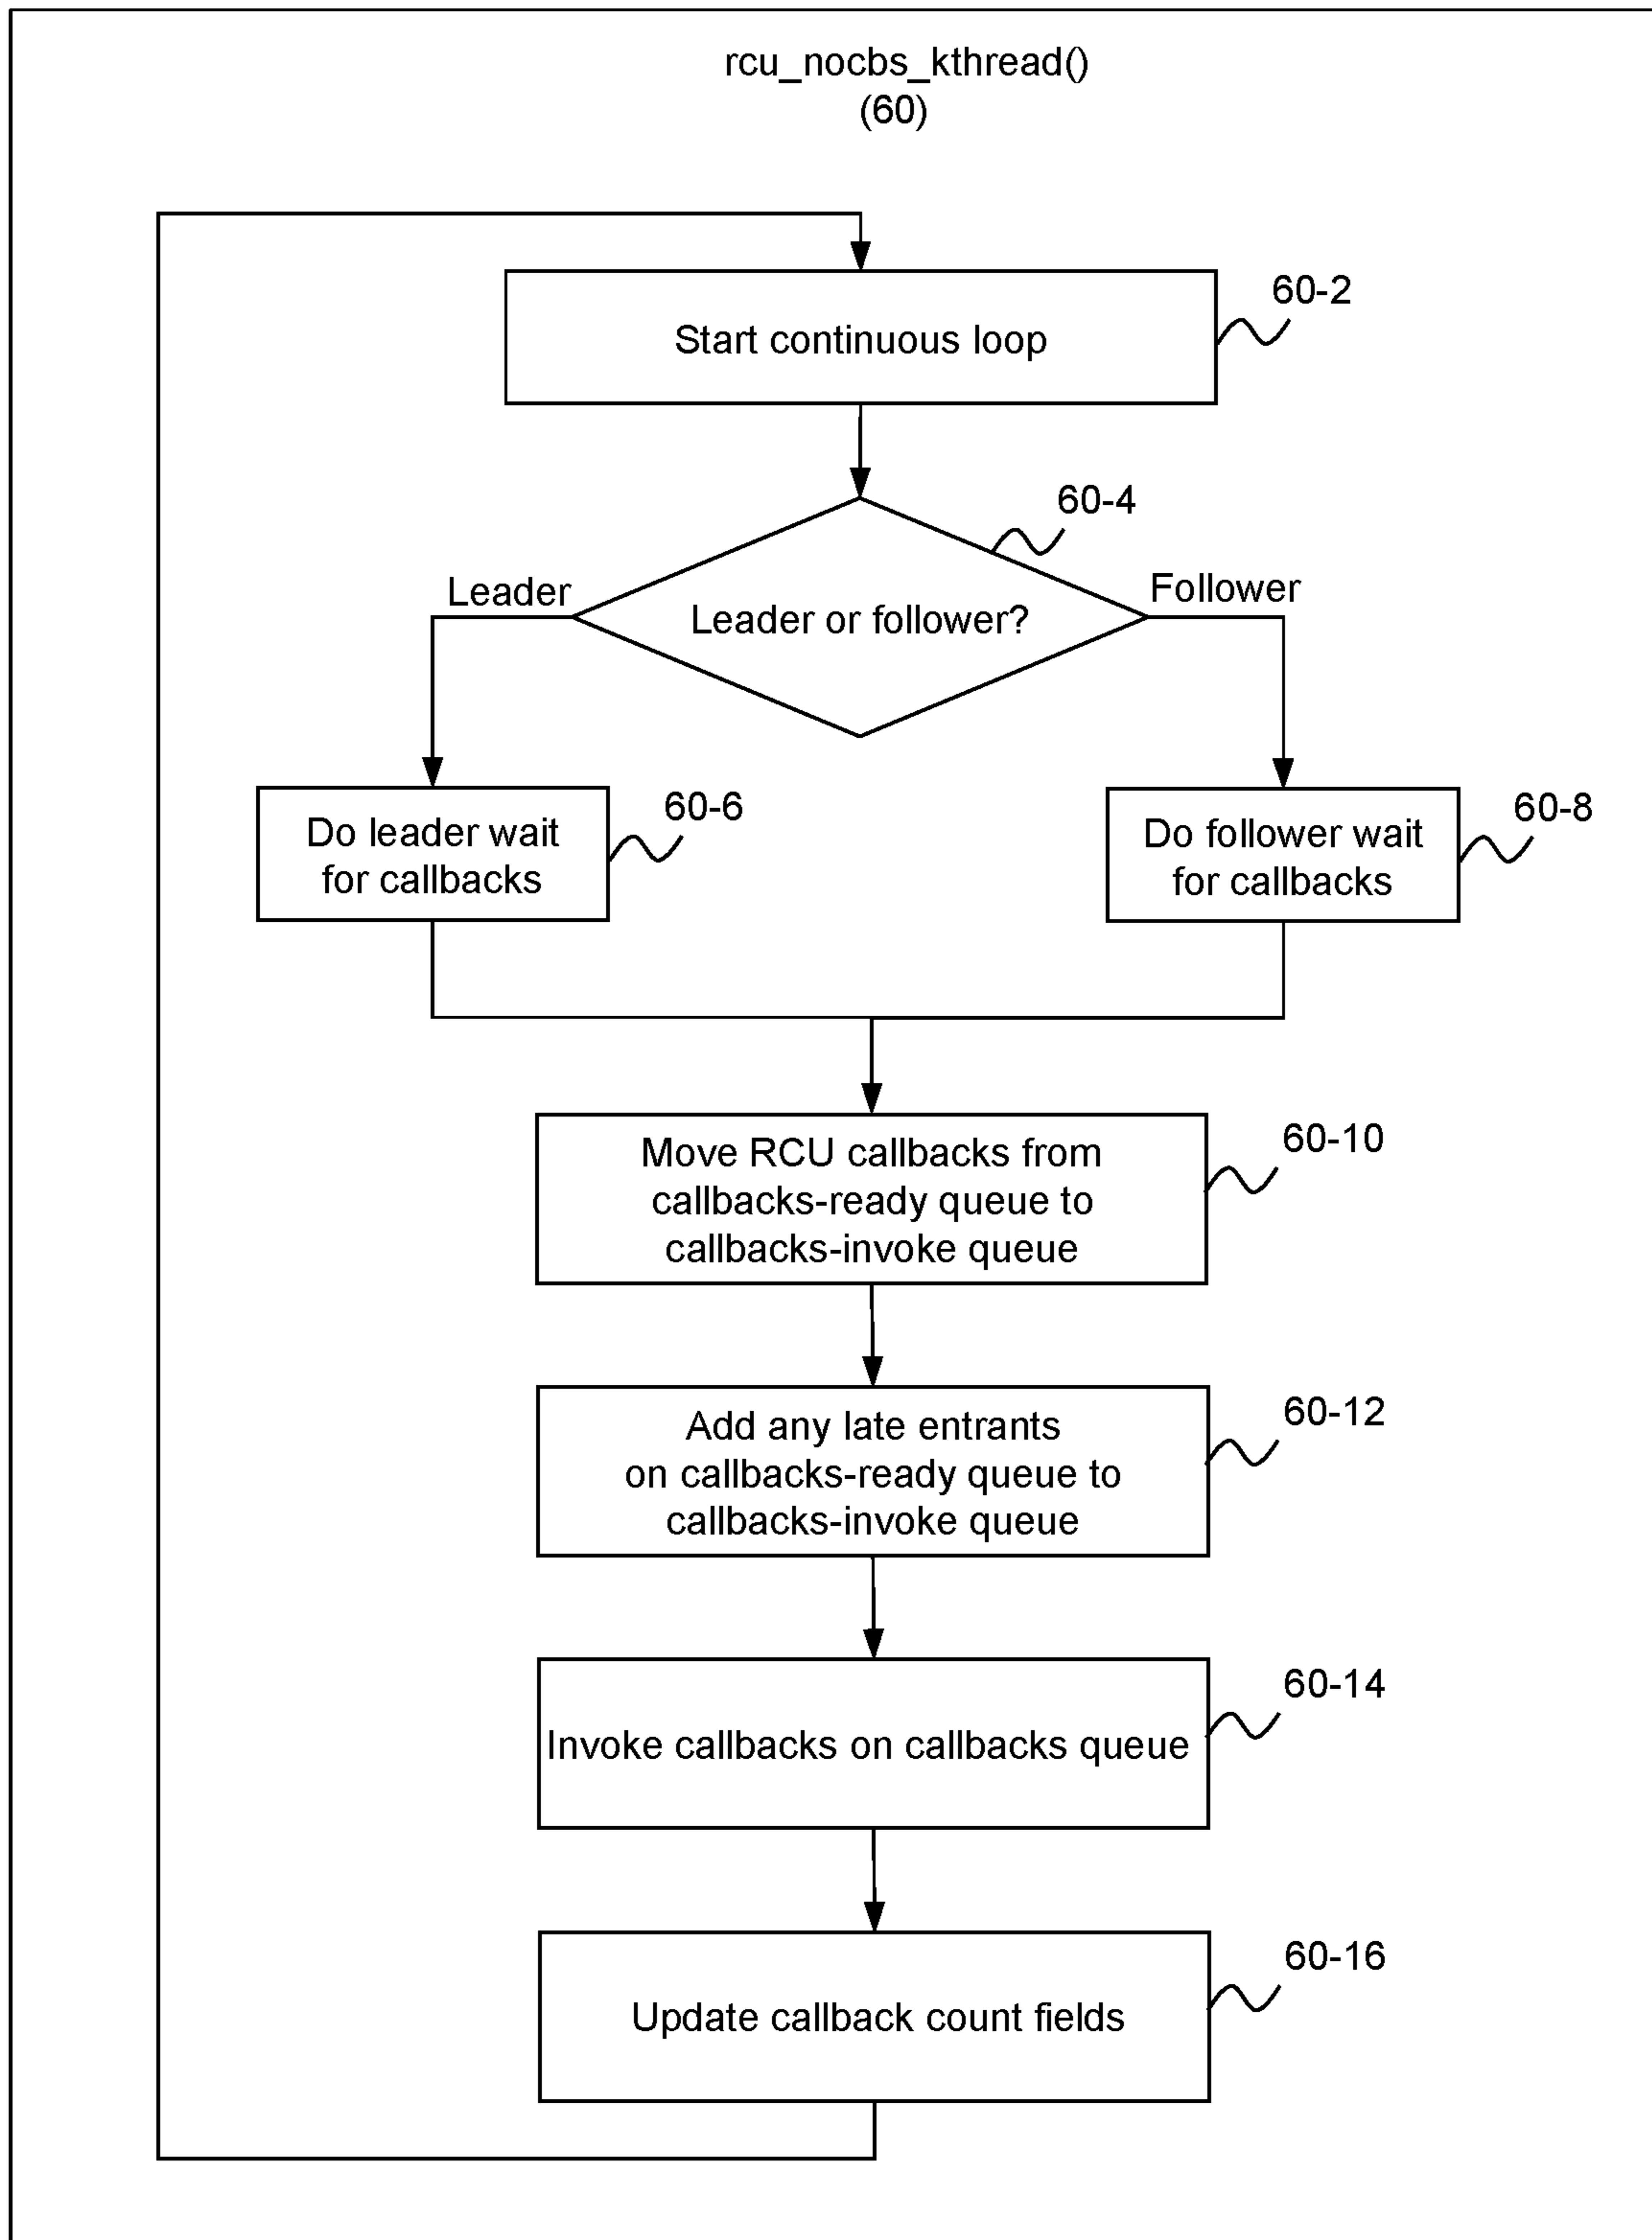 rcu_nocbs_kthread()
(60)
60-2
Start continuous loop
60-4
Leader
Follower
Leader or follower?
60-6
Do leader wait
for callbacks
60-8
Do follower wait
for callbacks
60-10
Move RCU callbacks from
callbacks-ready queue to
callbacks-invoke queue
60-12
Add any late entrants
on callbacks-ready queue to
callbacks-invoke queue
60-14
Invoke callbacks on callbacks queue
60-16
Update callback count fields